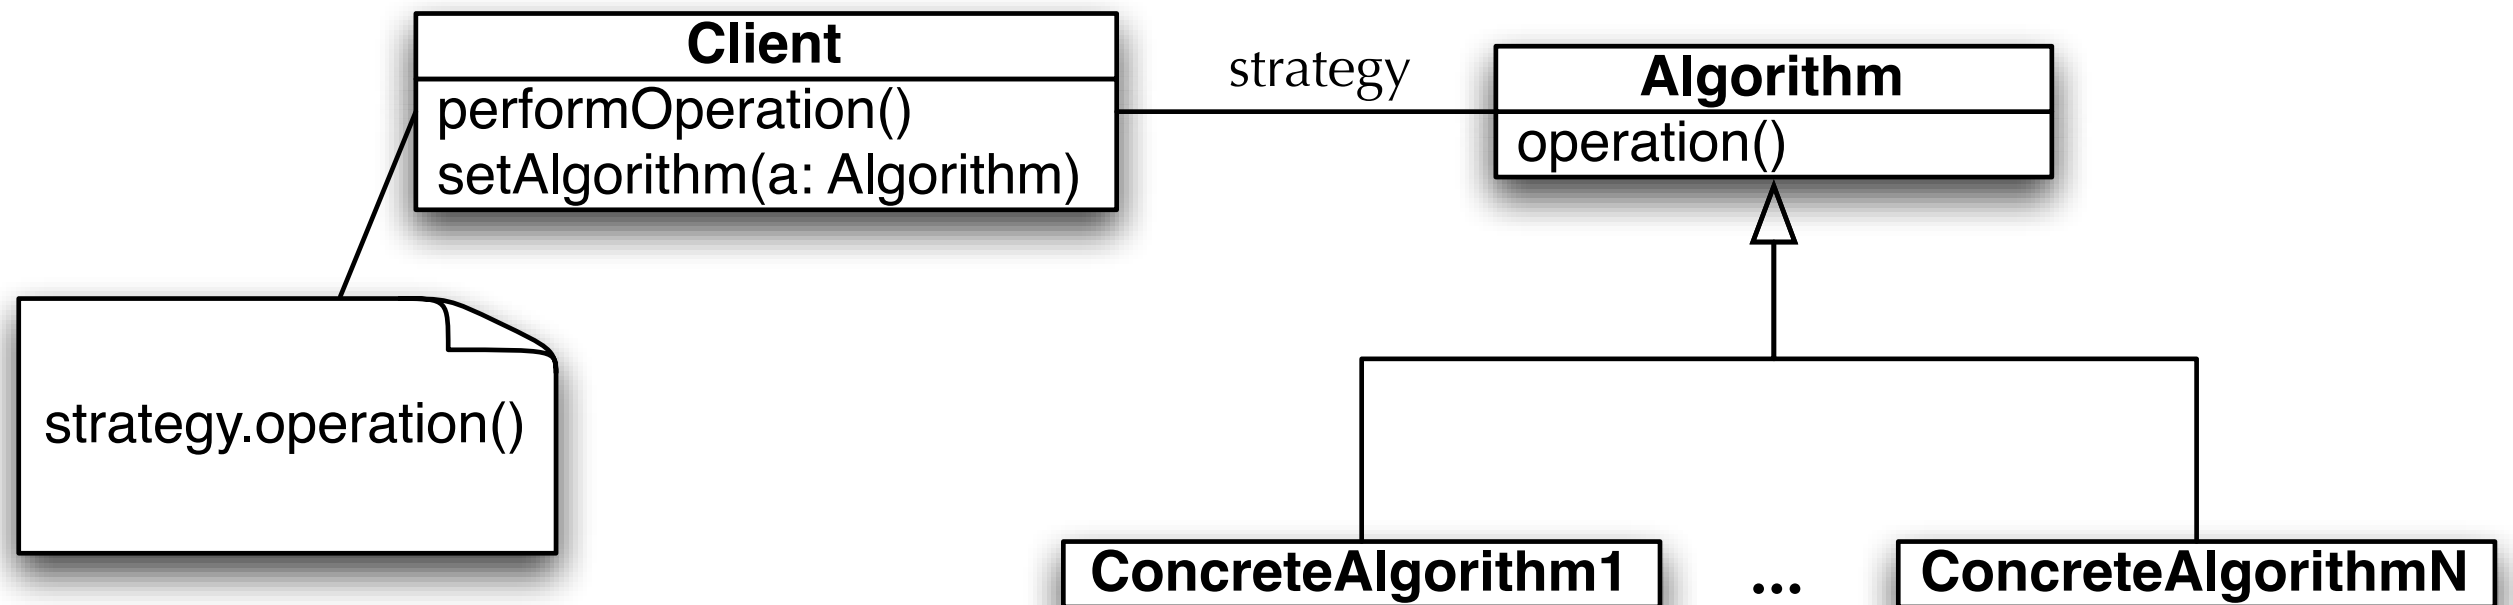 Client
performOperation()
setAlgorithm(a: Algorithm)
strategy
Algorithm
operation()
strategy.operation()
ConcreteAlgorithm1
...
ConcreteAlgorithmN